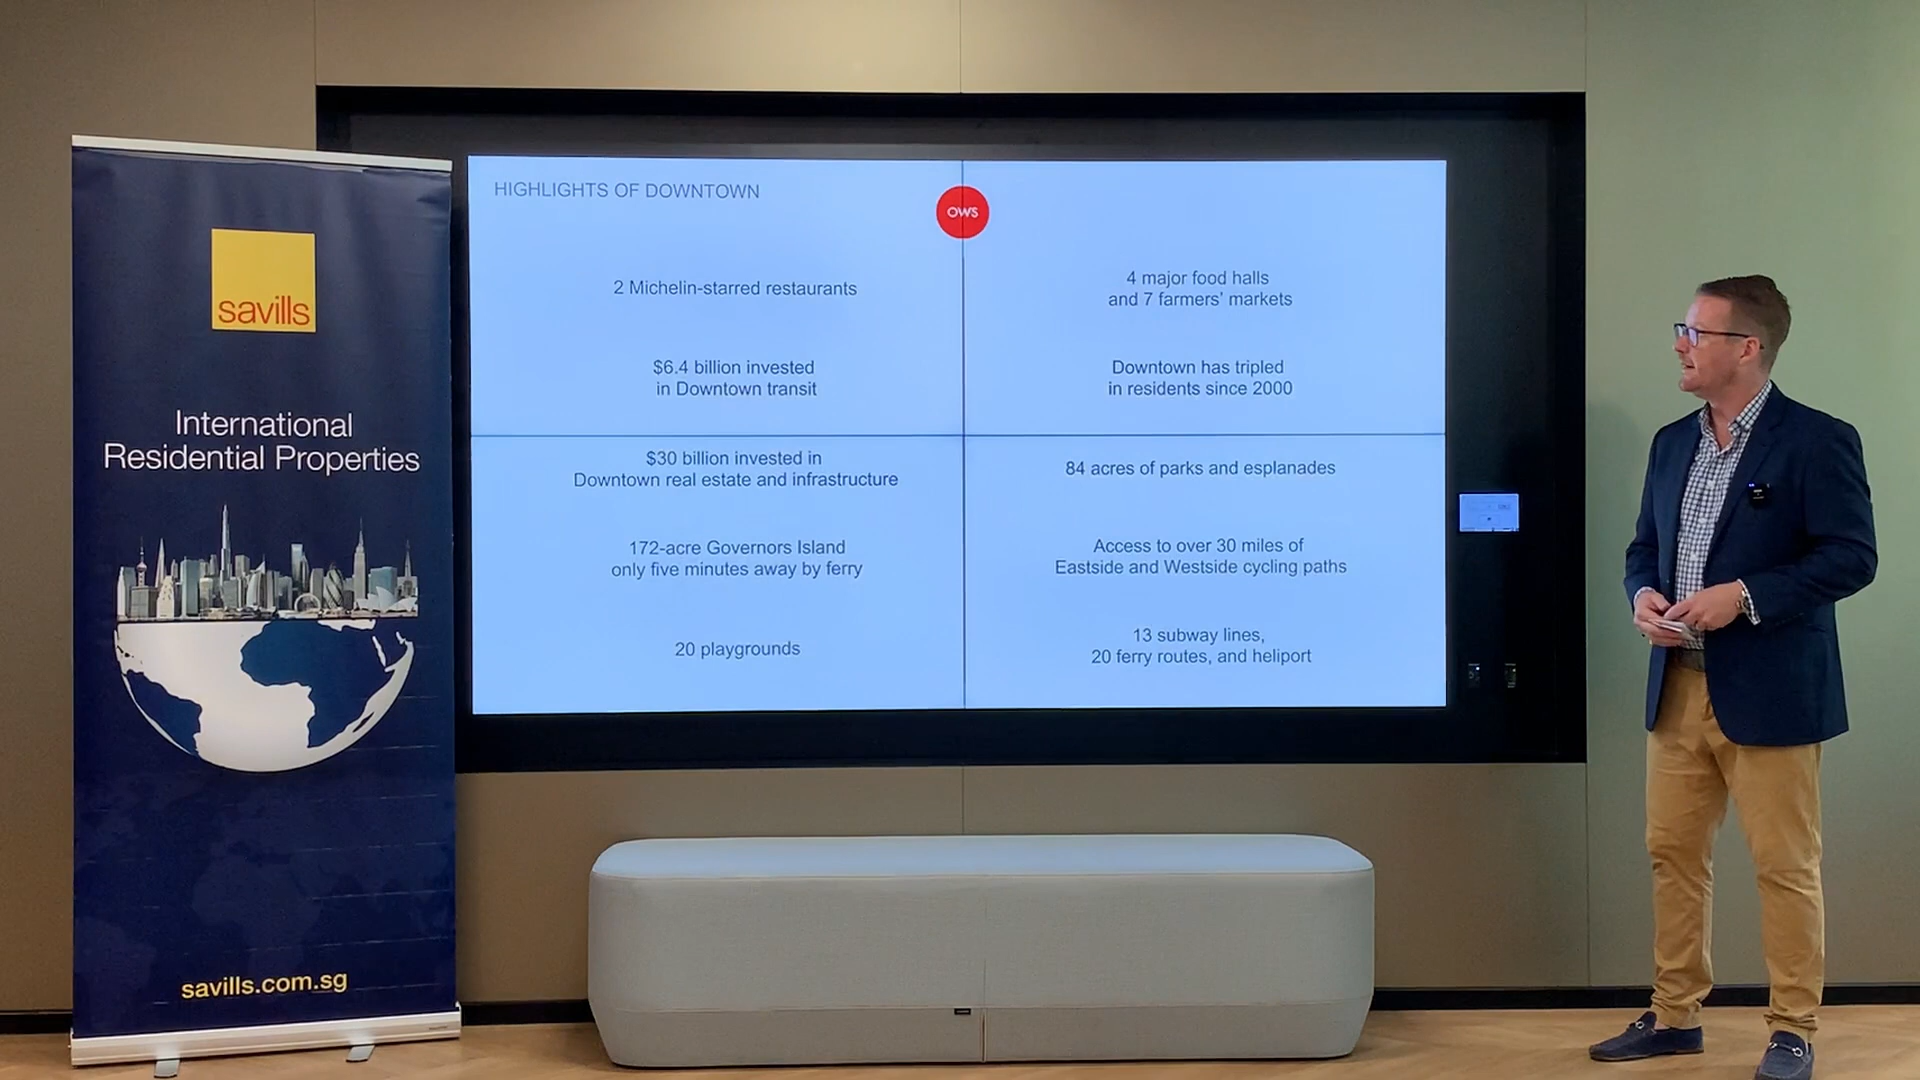 savills
International
Residential Properties
savills.com.sg
HIGHLIGHTS OF DOWNTOWN
OWS
2 Michelin-starred restaurants
4 major food halls
and 7 farmers' markets
$6.4 billion invested
in Downtown transit
Downtown has tripled
in residents since 2000
$30 billion invested in
Downtown real estate and infrastructure
84 acres of parks and esplanades
172-acre Governors Island
only five minutes away by ferry
Access to over 30 miles of
Eastside and Westside cycling paths
20 playgrounds
13 subway lines,
20 ferry routes, and heliport